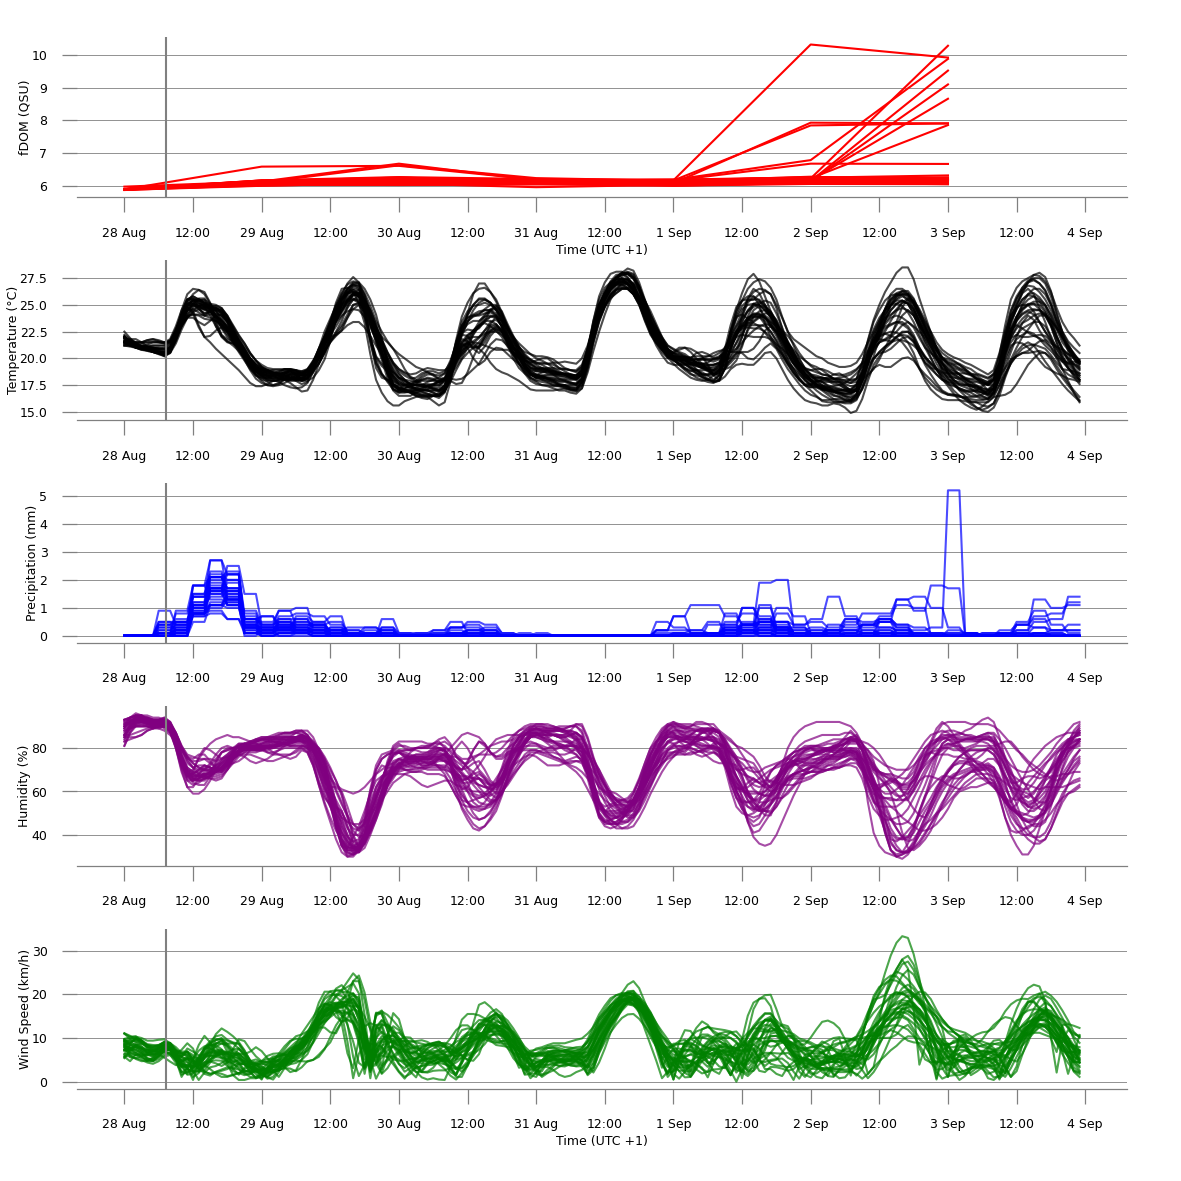 fDOM (QSU)
10
9
8
7
6
28 Aug 12:00 29 Aug 12:00 30 Aug 12:00 31 Aug 12:00 1 Sep 12:00 2 Sep 12:00 3 Sep 12:00 4 Sep
Time (UTC +1)
Temperature (°C)
27.5
25.0
22.5
20.0
17.5
15.0
28 Aug 12:00 29 Aug 12:00 30 Aug 12:00 31 Aug 12:00 1 Sep 12:00 2 Sep 12:00 3 Sep 12:00 4 Sep
Precipitation (mm)
5
4
3
2
1
0
28 Aug 12:00 29 Aug 12:00 30 Aug 12:00 31 Aug 12:00 1 Sep 12:00 2 Sep 12:00 3 Sep 12:00 4 Sep
Humidity (%)
80
60
40
28 Aug 12:00 29 Aug 12:00 30 Aug 12:00 31 Aug 12:00 1 Sep 12:00 2 Sep 12:00 3 Sep 12:00 4 Sep
Wind Speed (km/h)
30
20
10
0
28 Aug 12:00 29 Aug 12:00 30 Aug 12:00 31 Aug 12:00 1 Sep 12:00 2 Sep 12:00 3 Sep 12:00 4 Sep
Time (UTC +1)